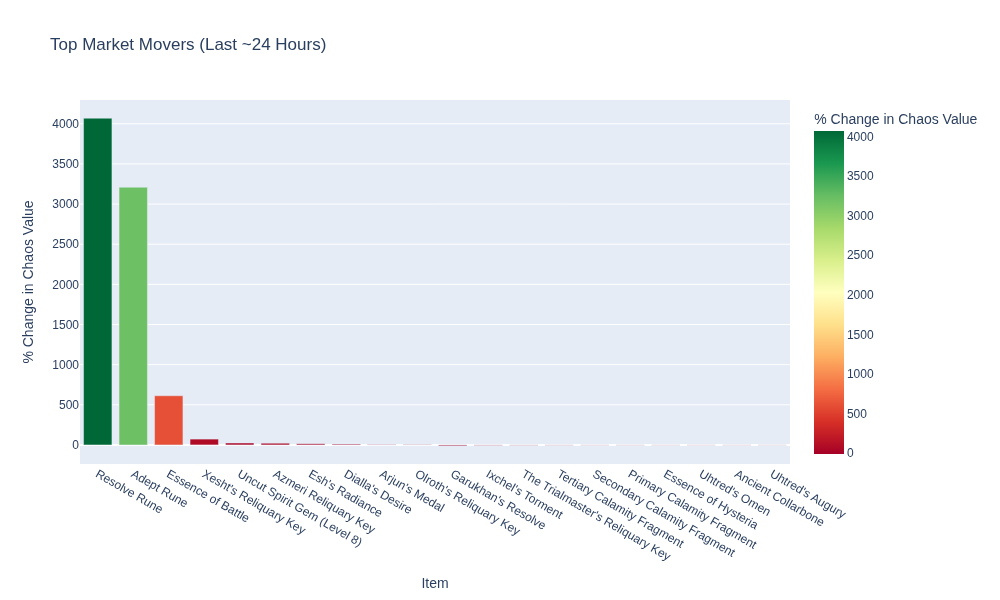 Top Market Movers (Last ~24 Hours)
% Change in Chaos Value
4000
3500
3000
2500
2000
1500
1000
500
0
% Change in Chaos Value
4000
3500
3000
2500
2000
1500
1000
500
0
Resolve Rune
Adept Rune
Essence of Battle
Xesht's Reliquary Key
Uncut Spirit Gem (Level 8)
Azmeri Reliquary Key
Esh's Radiance
Dialla's Desire
Arjun's Medal
Olroth's Reliquary Key
Garukhan's Resolve
Ixchel's Torment
The Trialmaster's Reliquary Key
Tertiary Calamity Fragment
Secondary Calamity Fragment
Primary Calamity Fragment
Essence of Hysteria
Uhtred's Omen
Ancient Collarbone
Uhtred's Augury
Item